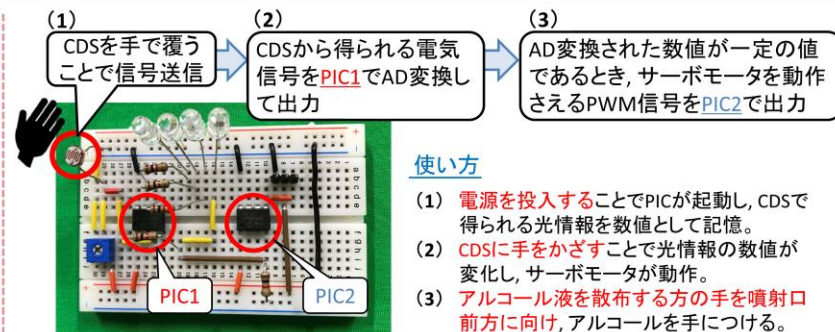 (1)
CDSを手で覆う
ことで信号送信
(2)
CDSから得られる電気
信号をPIC1でAD変換し
て出力
(3)
AD変換された数値が一定の値
であるとき, サーボモータを動作
さえるPWM信号をPIC2で出力
PIC1
PIC2
使い方
(1) 電源を投入することでPICが起動し, CDSで
得られる光情報を数値として記憶。
(2) CDSに手をかざすことで光情報の数値が
変化し, サーボモータが動作。
(3) アルコール液を散布する方の手を噴射口
前方に向け, アルコールを手につける。